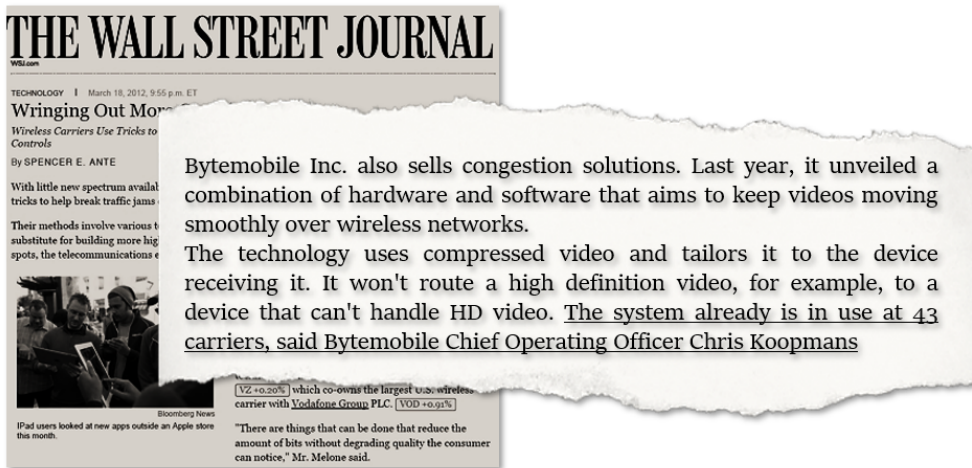 THE WALL STREET JOURNAL
WSJ.com
TECHNOLOGY | March 18, 2012, 9:55 p.m. ET
Wringing Out More
Wireless Carriers Use Tricks to
Controls
By SPENCER E. ANTE
With little new spectrum
tricks to help break traffic jams
Their methods involve various
substitute for building more
spots, the telecommunications
Bytemobile Inc. also sells congestion solutions. Last year, it unveiled a
combination of hardware and software that aims to keep videos moving
smoothly over wireless networks.
The technology uses compressed video and tailors it to the device
receiving it. It won't route a high definition video, for example, to a
device that can't handle HD video. The system already is in use at 43
carriers, said Bytemobile Chief Operating Officer Chris Koopmans
Bloomberg News
IPad users looked at new apps outside an Apple store
this month.
VZ +0.20% which co-owns the largest U.S. wireless
carrier with Vodafone Group PLC. VOD +0.91%
"There are things that can be done that reduce the
amount of bits without degrading quality the consumer
can notice," Mr. Melone said.